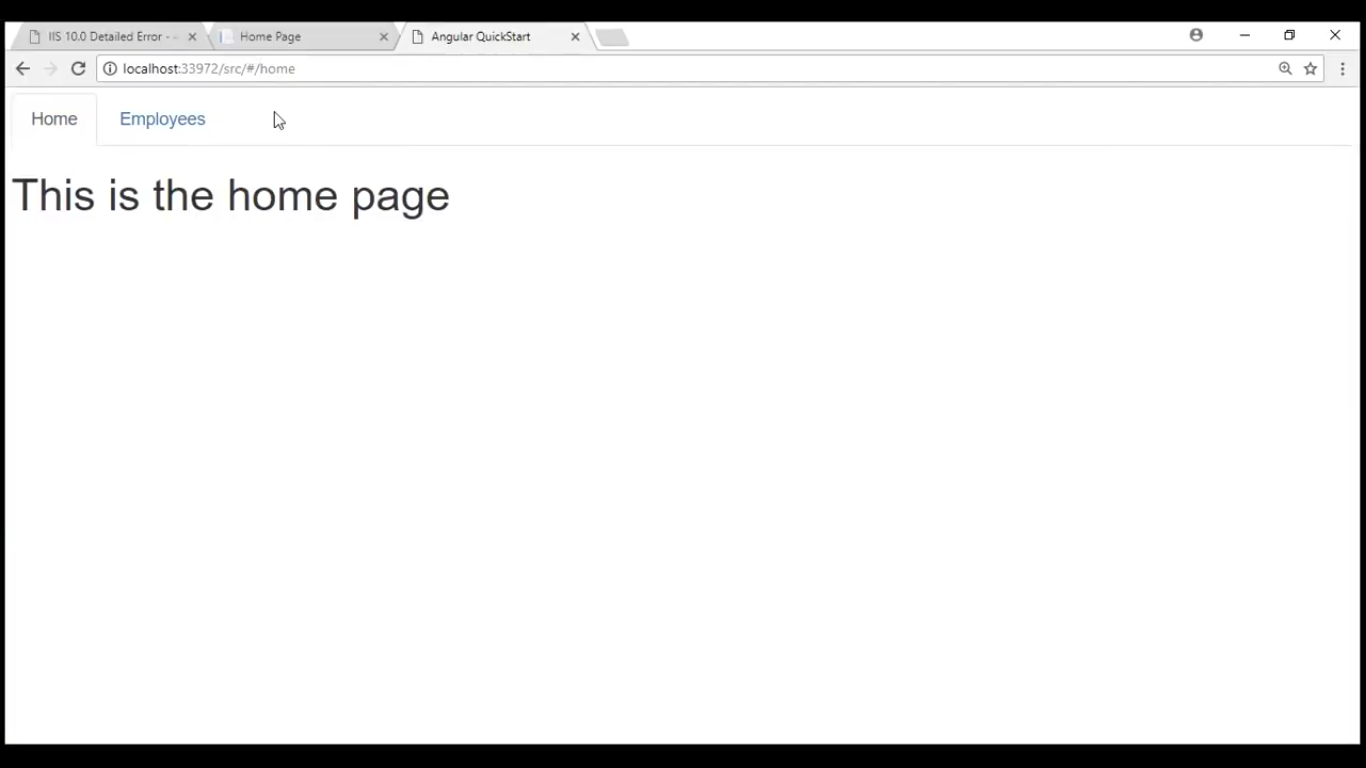 IIS 10.0 Detailed Error - Home Page Angular QuickStart
localhost:33972/src/#/home
Home Employees
This is the home page